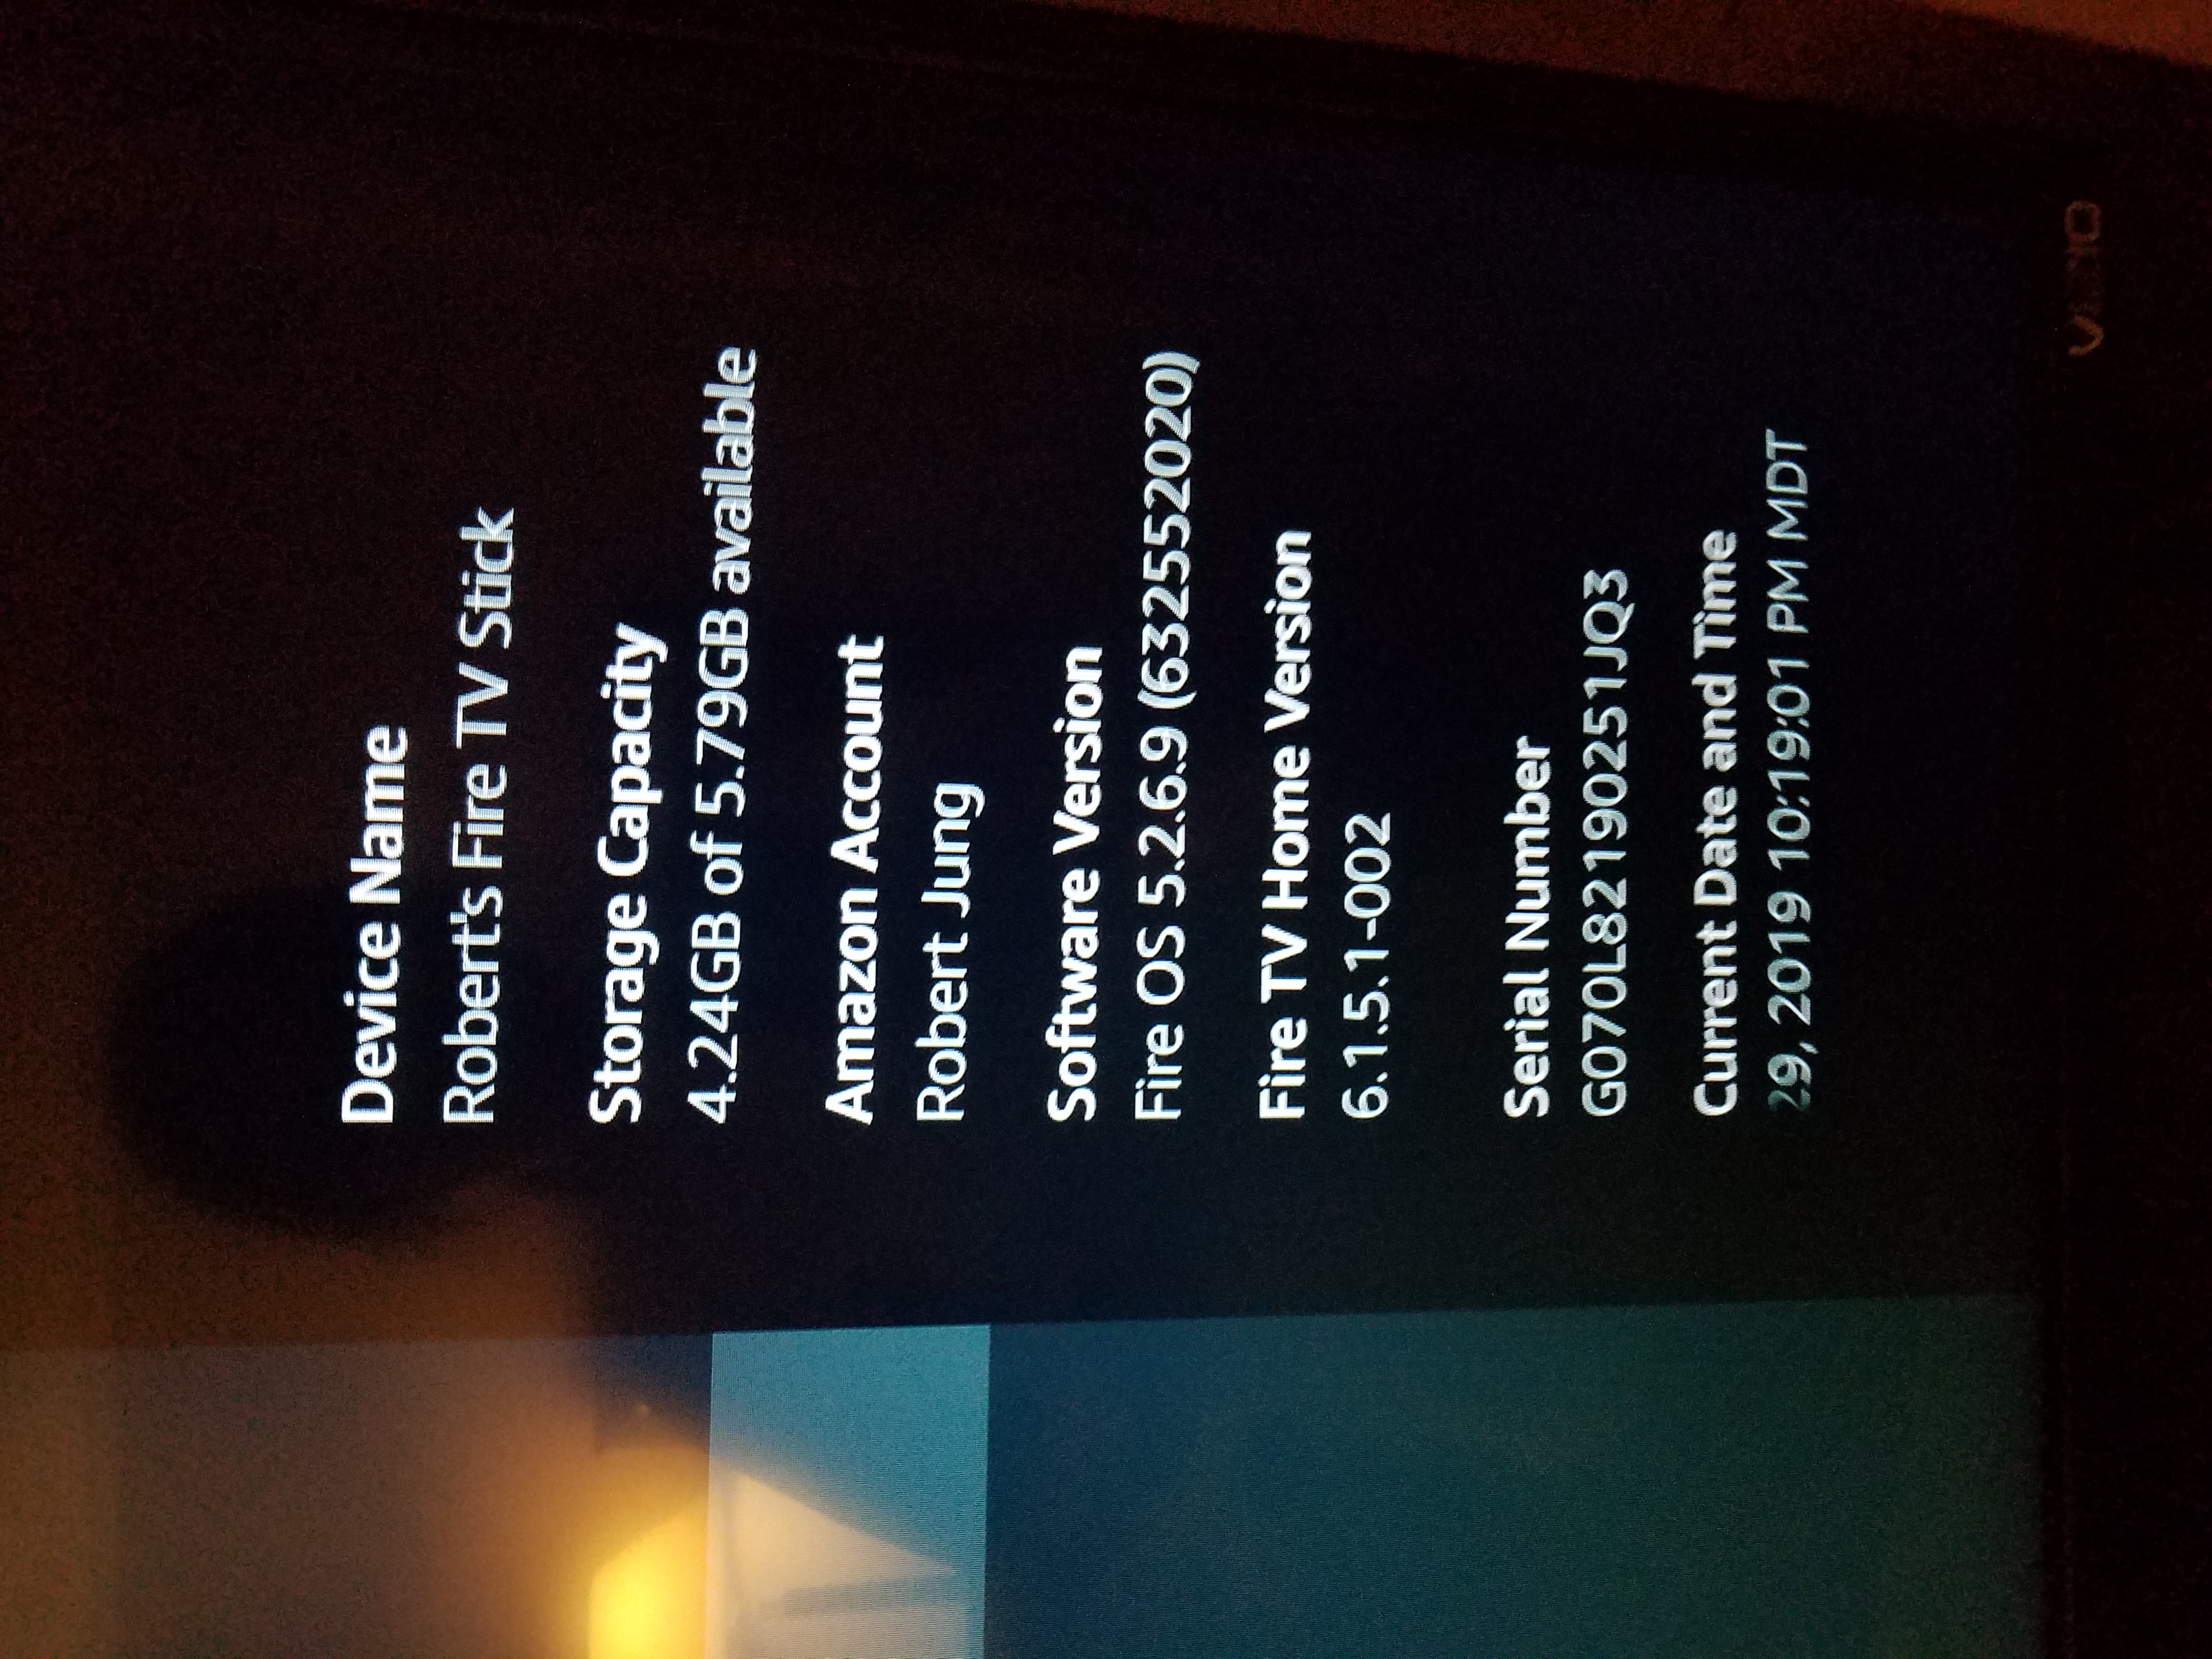 Device Name
Robert's Fire TV Stick
Storage Capacity
4.24GB of 5.79GB available
Amazon Account
Robert Jung
Software Version
Fire OS 5.2.6.9 (632552020)
Fire TV Home Version
6.1.5.1-002
Serial Number
G070L82190251JQ3
Current Date and Time
29, 2019 10:19:01 PM MDT
VIZIO